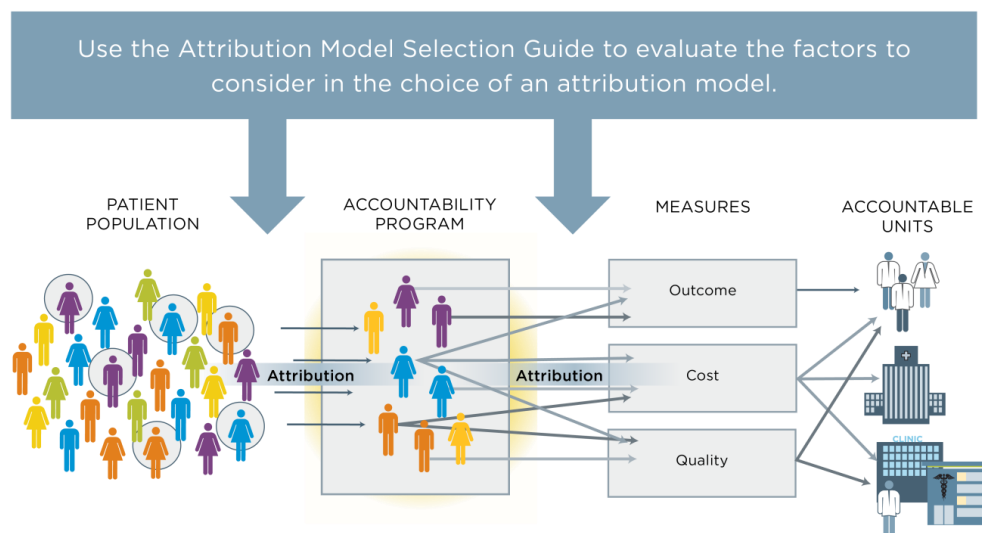 Use the Attribution Model Selection Guide to evaluate the factors to
consider in the choice of an attribution model.
PATIENT
POPULATION
ACCOUNTABILITY
PROGRAM
MEASURES
ACCOUNTABLE
UNITS
Outcome
Attribution
Attribution
Cost
CLINIC
Quality